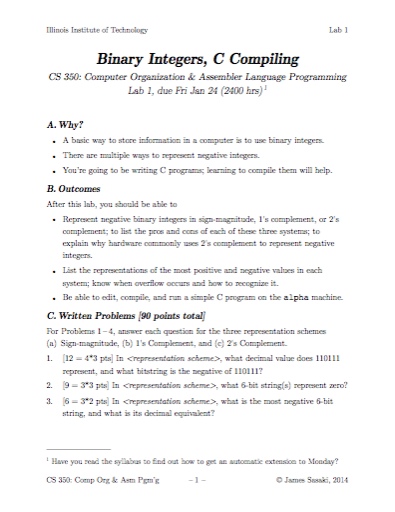 Illinois Institute of Technology Lab 1
Binary Integers, C Compiling
CS 350: Computer Organization & Assembler Language Programming
Lab 1, due Fri Jan 24 (2400 hrs)¹
A. Why?
• A basic way to store information in a computer is to use binary integers.
• There are multiple ways to represent negative integers.
• You're going to be writing C programs; learning to compile them will help.
B. Outcomes
After this lab, you should be able to
• Represent negative binary integers in sign-magnitude, 1's complement, or 2's
complement; to list the pros and cons of each of these three systems; to
explain why hardware commonly uses 2's complement to represent negative
integers.
• List the representations of the most positive and negative values in each
system; know when overflow occurs and how to recognize it.
• Be able to edit, compile, and run a simple C program on the alpha machine.
C. Written Problems [90 points total]
For Problems 1–4, answer each question for the three representation schemes
(a) Sign-magnitude, (b) 1's Complement, and (c) 2's Complement.
1. [12 = 4*3 pts] In <representation scheme>, what decimal value does 110111
represent, and what bitstring is the negative of 110111?
2. [9 = 3*3 pts] In <representation scheme>, what 6-bit string(s) represent zero?
3. [6 = 3*2 pts] In <representation scheme>, what is the most negative 6-bit
string, and what is its decimal equivalent?
¹ Have you read the syllabus to find out how to get an automatic extension to Monday?
CS 350: Comp Org & Asm Pgm'g – 1 – © James Sasaki, 2014